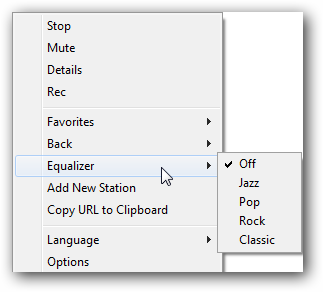 Stop
Mute
Details
Rec
Favorites
Back
Equalizer
Add New Station
Copy URL to Clipboard
Language
Options
Off
Jazz
Pop
Rock
Classic